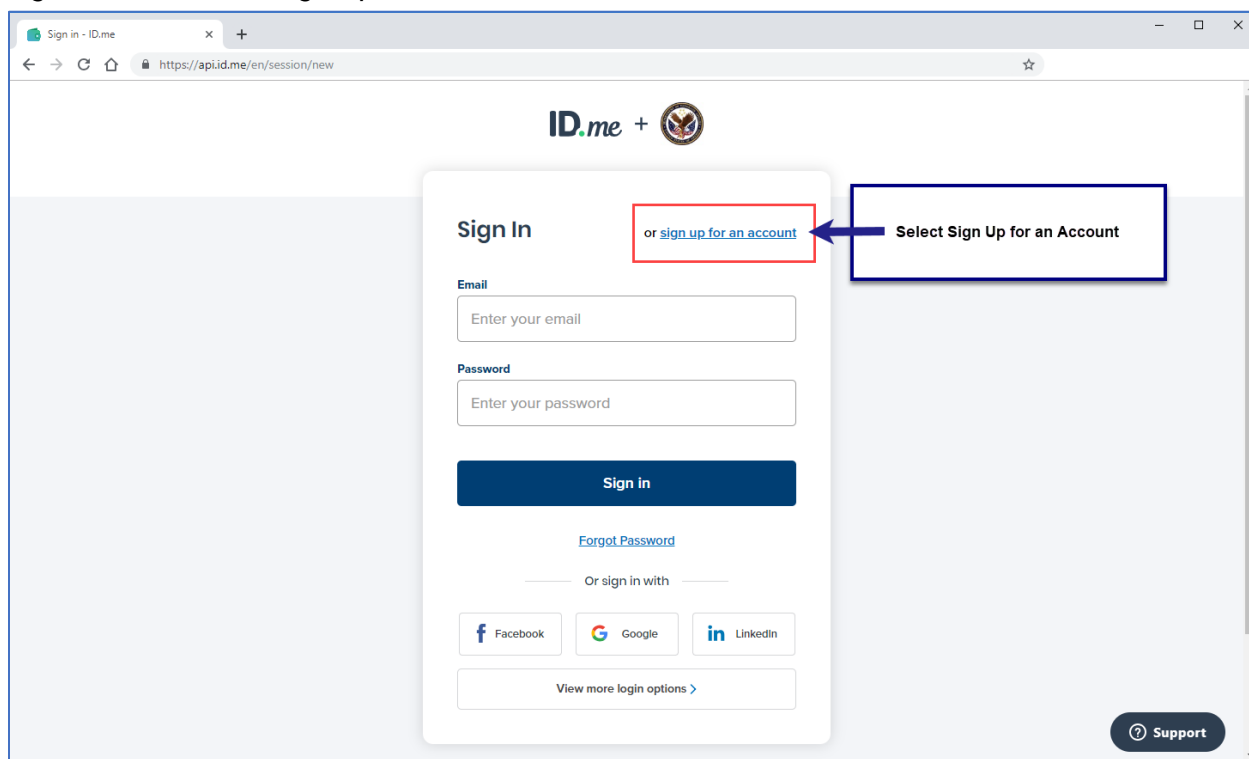 Sign in - ID.me
https://api.id.me/en/session/new
ID.me +
Sign In
or sign up for an account
Select Sign Up for an Account
Email
Enter your email
Password
Enter your password
Sign in
Forgot Password
Or sign in with
Facebook
Google
LinkedIn
View more login options >
Support